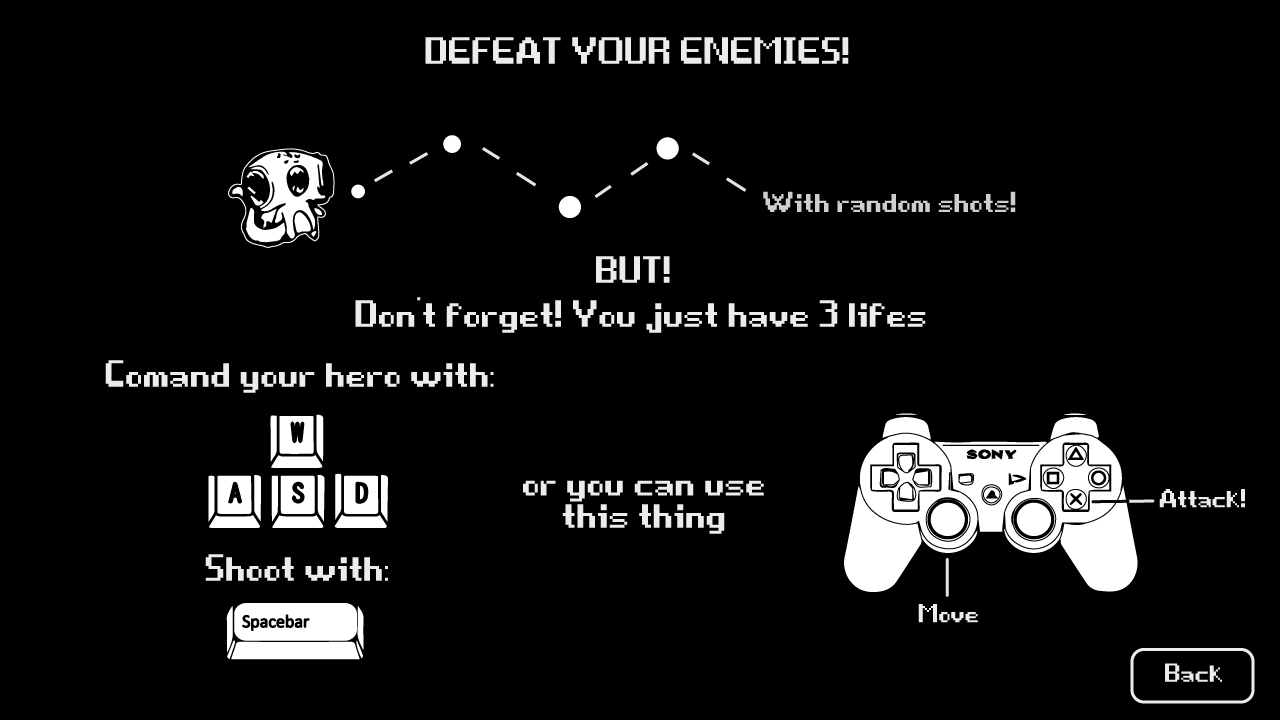 DEFEAT YOUR ENEMIES!
With random shots!
BUT!
Don't forget! You just have 3 lifes
Comand your hero with:
W
A S D
or you can use
this thing
SONY
Attack!
Shoot with:
Spacebar
Move
Back